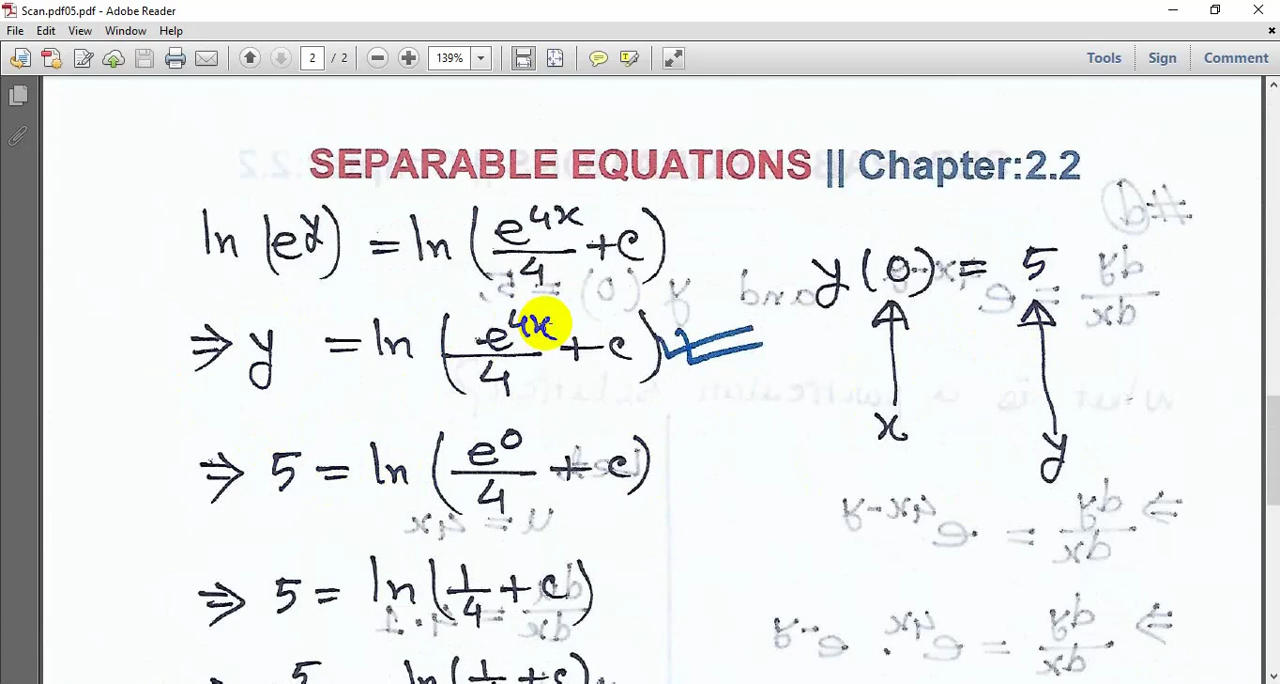 Scan.pdf05.pdf - Adobe Reader
File Edit View Window Help
2 / 2 139% Tools Sign Comment
SEPARABLE EQUATIONS || Chapter:2.2
ln (e^y) = ln (e^4x/4 + c)
y(0) = 5
⇒ y = ln (e^4x/4 + c)
x y
⇒ 5 = ln (e^0/4 + c)
⇒ 5 = ln (1/4 + c)